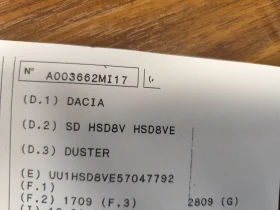 N° A003662MI17
(D.1) DACIA
(D.2) SD HSD8V HSD8VE
(D.3) DUSTER
(E) UU1HSD8VE57047792
(F.1)
(F.2) 1709 (F.3) 2809 (G)